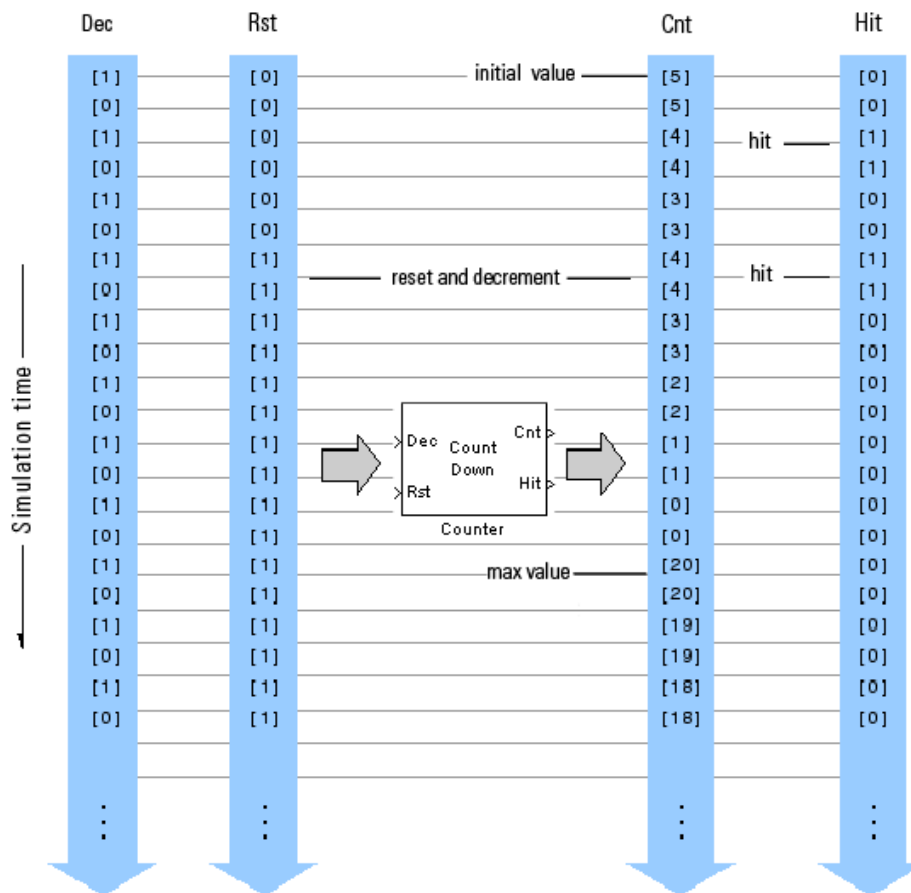 Dec Rst Cnt Hit
[1] [0] initial value [5] [0]
[0] [0] [5] [0]
[1] [0] [4] hit [1]
[0] [0] [4] [1]
[1] [0] [3] [0]
[0] [0] [3] [0]
[1] [1] [4] [1]
reset and decrement hit
[0] [1] [4] [1]
[1] [1] [3] [0]
[0] [1] [3] [0]
[1] [1] [2] [0]
[0] [1] [2] [0]
[1] [1] [1] [0]
[0] [1] [1] [0]
[1] [1] [0] [0]
[0] [1] [0] [0]
[1] [1] max value [20] [0]
[0] [1] [20] [0]
[1] [1] [19] [0]
[0] [1] [19] [0]
[1] [1] [18] [0]
[0] [1] [18] [0]
Simulation time
Dec Cnt
Count
Down
Rst Hit
Counter